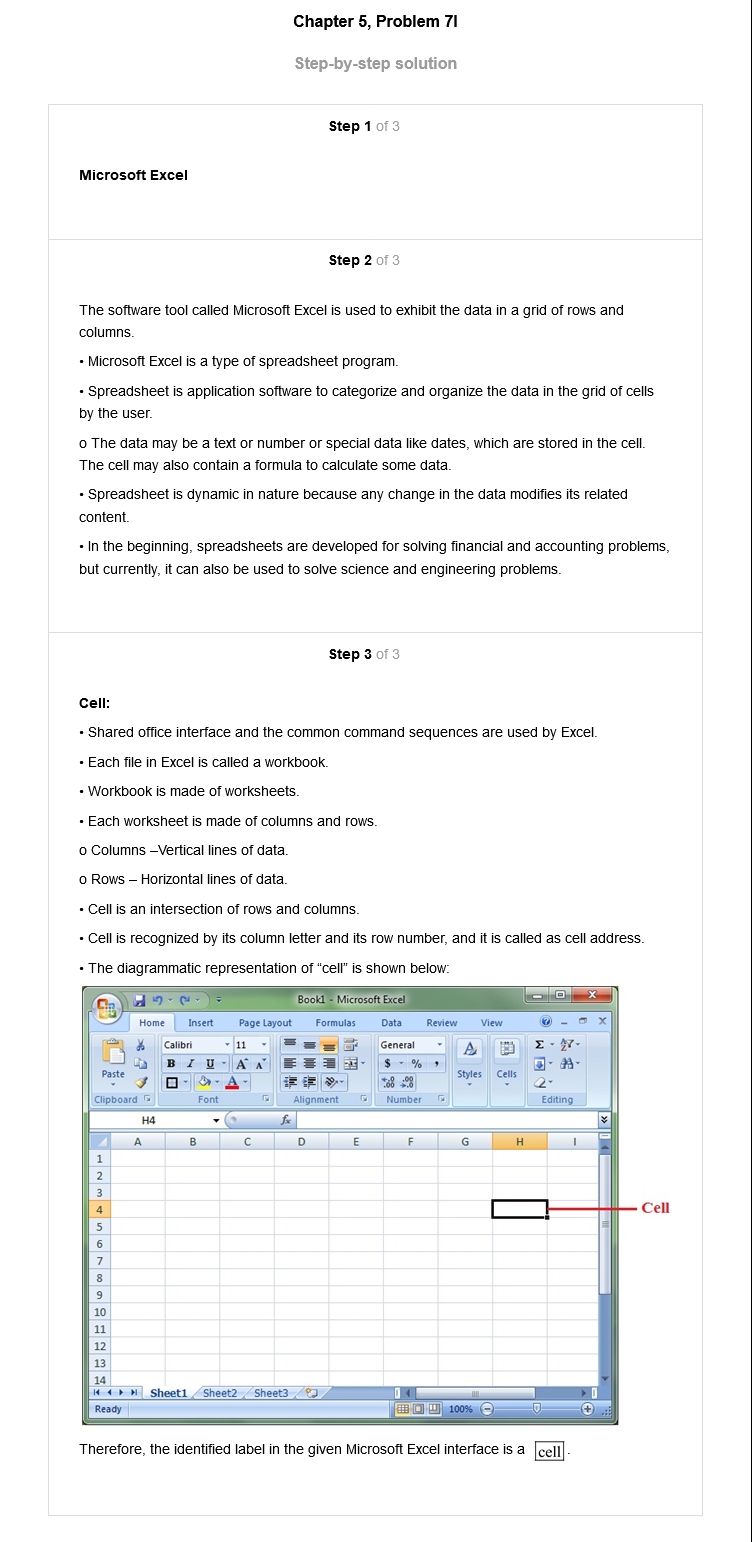 Chapter 5, Problem 7I
Step-by-step solution
Step 1 of 3
Microsoft Excel
Step 2 of 3
The software tool called Microsoft Excel is used to exhibit the data in a grid of rows and
columns.
• Microsoft Excel is a type of spreadsheet program.
• Spreadsheet is application software to categorize and organize the data in the grid of cells
by the user.
o The data may be a text or number or special data like dates, which are stored in the cell.
The cell may also contain a formula to calculate some data.
• Spreadsheet is dynamic in nature because any change in the data modifies its related
content.
• In the beginning, spreadsheets are developed for solving financial and accounting problems,
but currently, it can also be used to solve science and engineering problems.
Step 3 of 3
Cell:
• Shared office interface and the common command sequences are used by Excel.
• Each file in Excel is called a workbook.
• Workbook is made of worksheets.
• Each worksheet is made of columns and rows.
o Columns –Vertical lines of data.
o Rows – Horizontal lines of data.
• Cell is an intersection of rows and columns.
• Cell is recognized by its column letter and its row number, and it is called as cell address.
• The diagrammatic representation of “cell” is shown below:
Book1 - Microsoft Excel
Home Insert Page Layout Formulas Data Review View
Calibri 11 General
Paste B I U A A $ % , Styles Cells Σ
A .00 .00
Clipboard Font Alignment Number Editing
H4 fx
A B C D E F G H I
1
2
3
4 Cell
5
6
7
8
9
10
11
12
13
14
Sheet1 Sheet2 Sheet3
Ready 100%
Therefore, the identified label in the given Microsoft Excel interface is a cell .